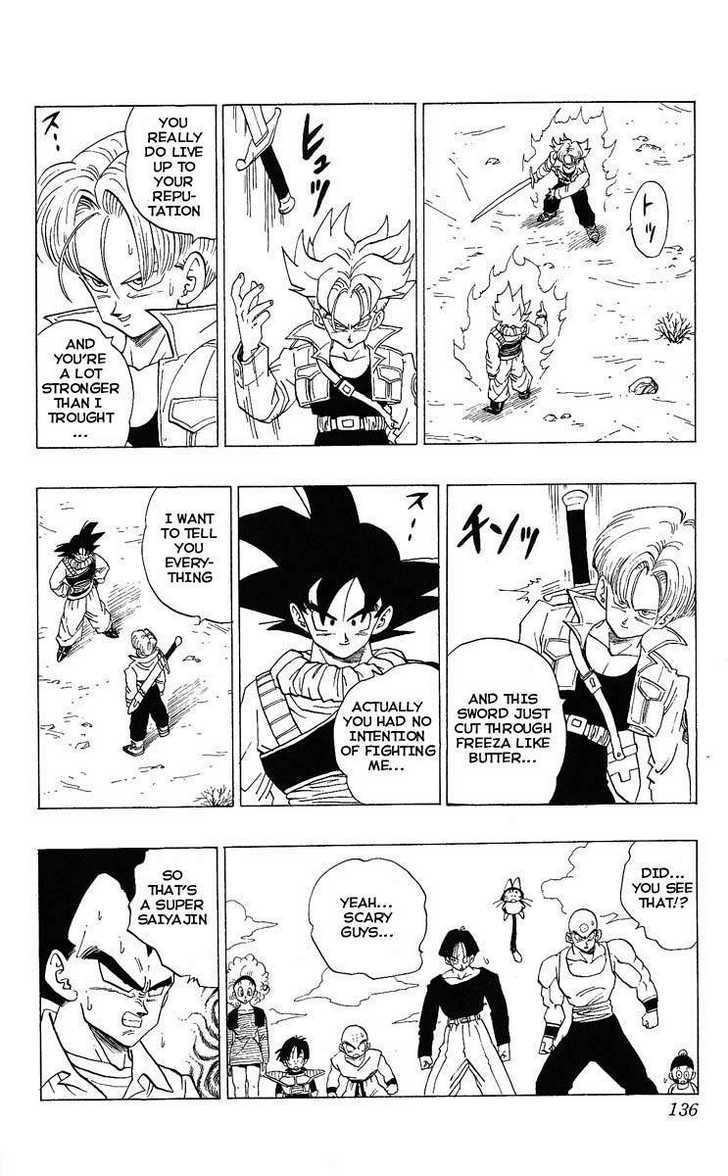 トッ
ヒュッ
ス…
YOU
REALLY
DO LIVE
UP TO
YOUR
REPU-
TATION
AND
YOU'RE
A LOT
STRONGER
THAN I
TROUGHT
...
チンッ
AND THIS
SWORD JUST
CUT THROUGH
FREEZA LIKE
BUTTER...
ス…
ACTUALLY
YOU HAD NO
INTENTION
OF FIGHTING
ME...
I WANT
TO TELL
YOU
EVERY-
THING
DID...
YOU SEE
THAT!?
YEAH...
SCARY
GUYS...
SO
THAT'S
A SUPER
SAIYAJIN
136